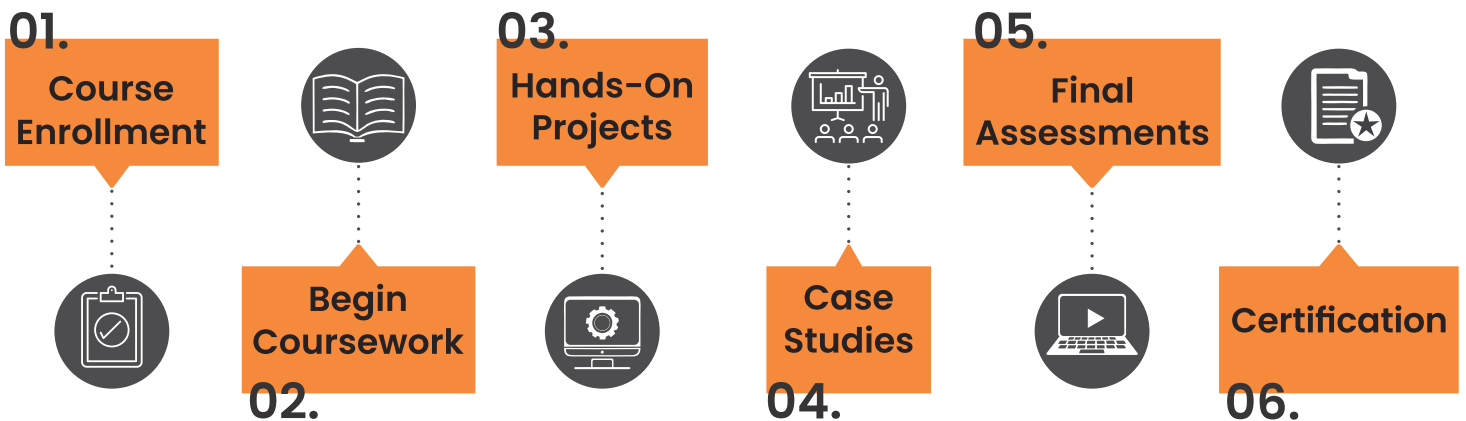 01.
Course
Enrollment
Begin
Coursework
02.
03.
Hands-On
Projects
Case
Studies
04.
05.
Final
Assessments
Certification
06.